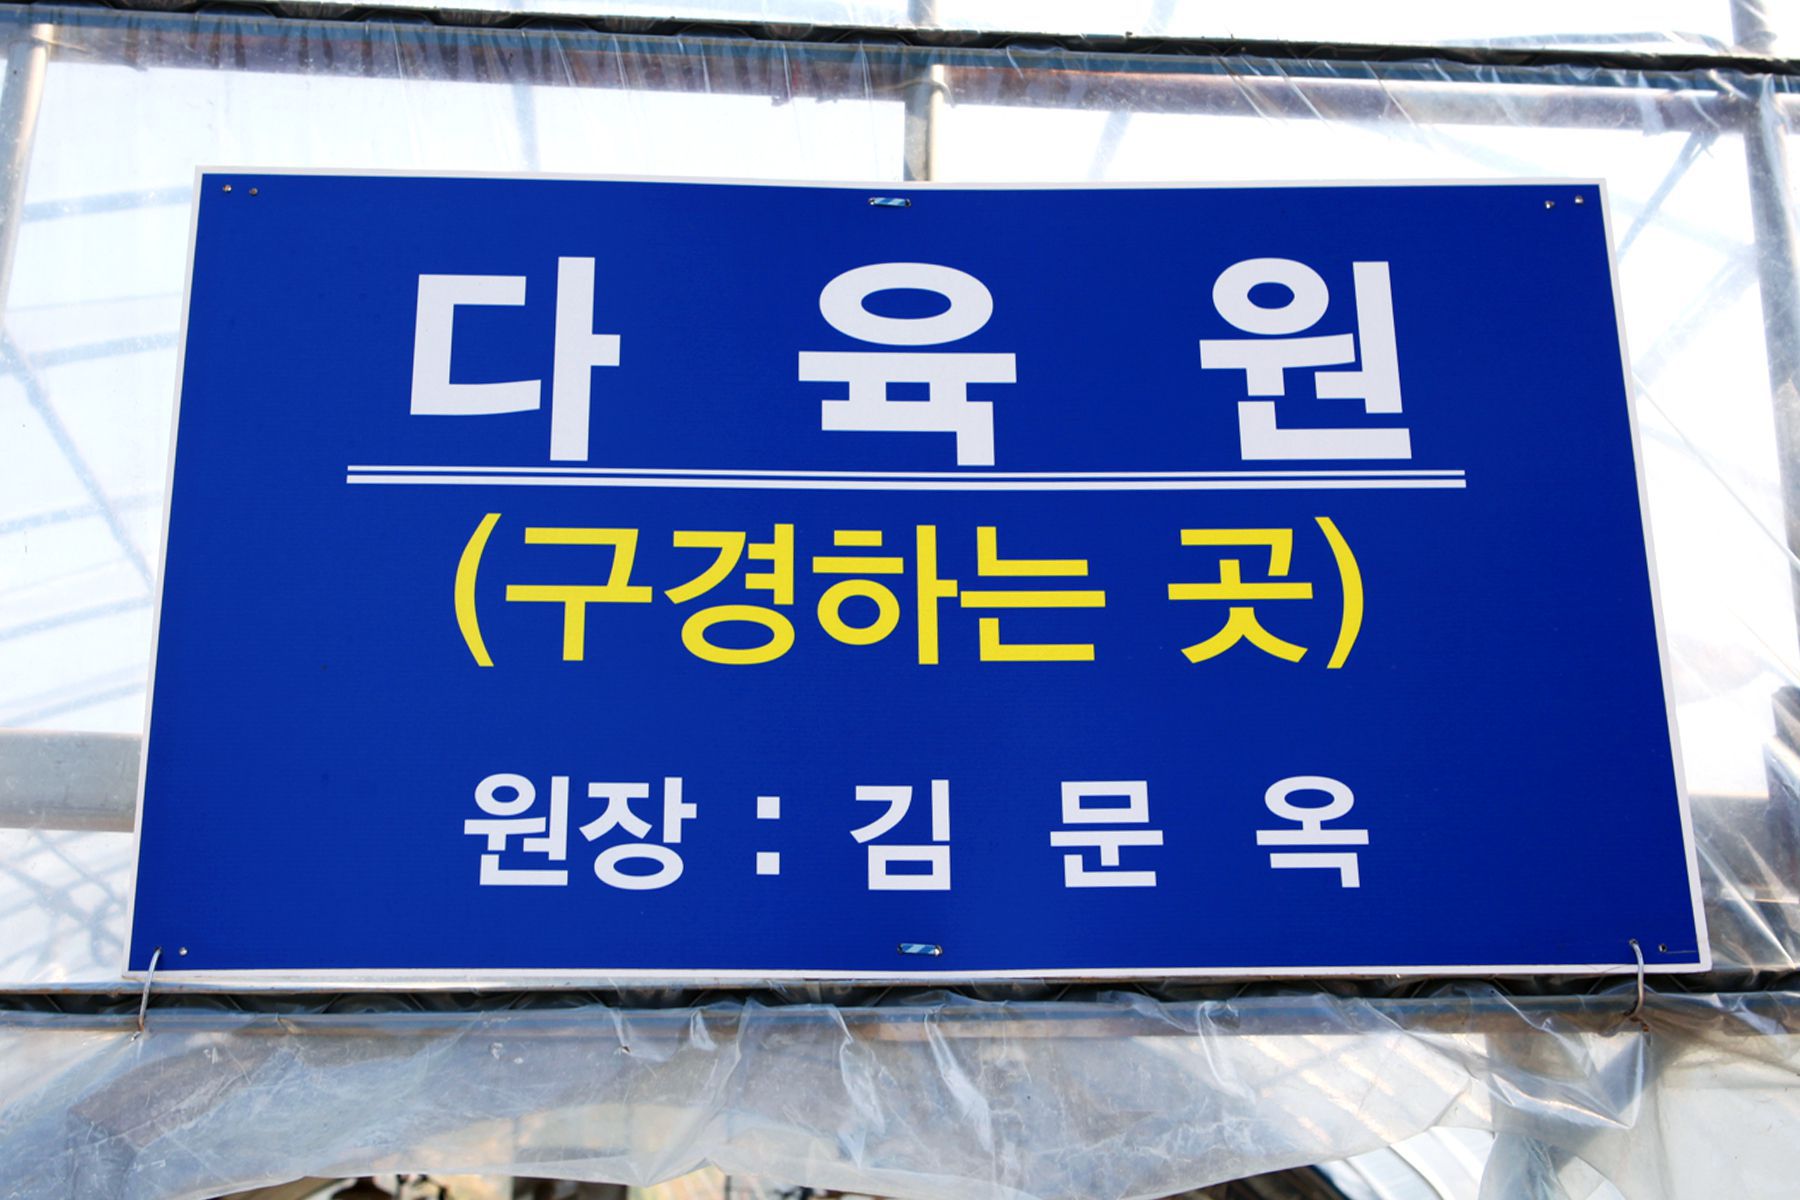 다 육 원
(구경하는 곳)
원장 : 김 문 옥